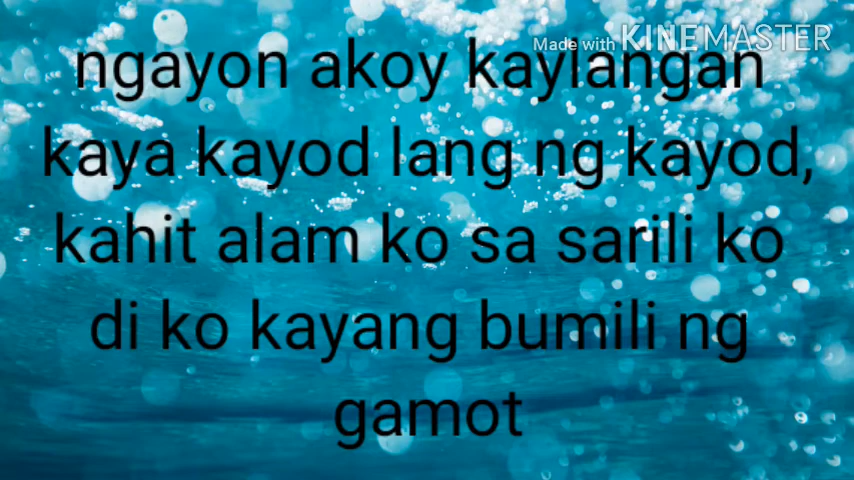 Made with KINEMASTER
ngayon akoy kaylangan
kaya kayod lang ng kayod,
kahit alam ko sa sarili ko
di ko kayang bumili ng
gamot